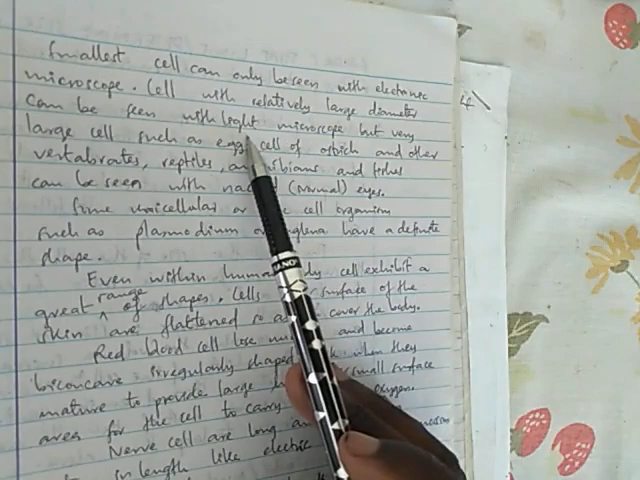 Smallest cell can only be seen with electronic
microscope. Cell with relatively large diameter
can be seen with light microscope but very
large cell such as egg cell of ostrich and other
vertabrates, reptiles, and fishes
can be seen with (normal) eyes.
Some unicellular or cell organism
such as plasmodium have a definite
shape.
Even within human cell exhibit a
great range of shapes. Cells surface of the
skin are flattened so cover the body.
Red blood cell lose and become
biconcave irregularly shaped when they
mature to provide large small surface
area for the cell to carry oxygen.
Nerve cell are long
in length like electric